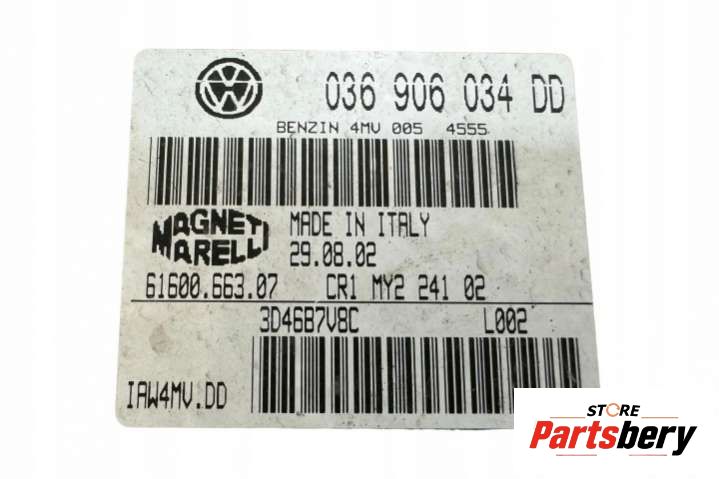 036 906 034 DD
BENZIN 4MV 005 4555
MAGNETI MARELLI
MADE IN ITALY
29.08.02
61600.663.07 CR1 MY2 241 02
3D46B7V8C L002
IAW4MV.DD
STORE
Partsbery